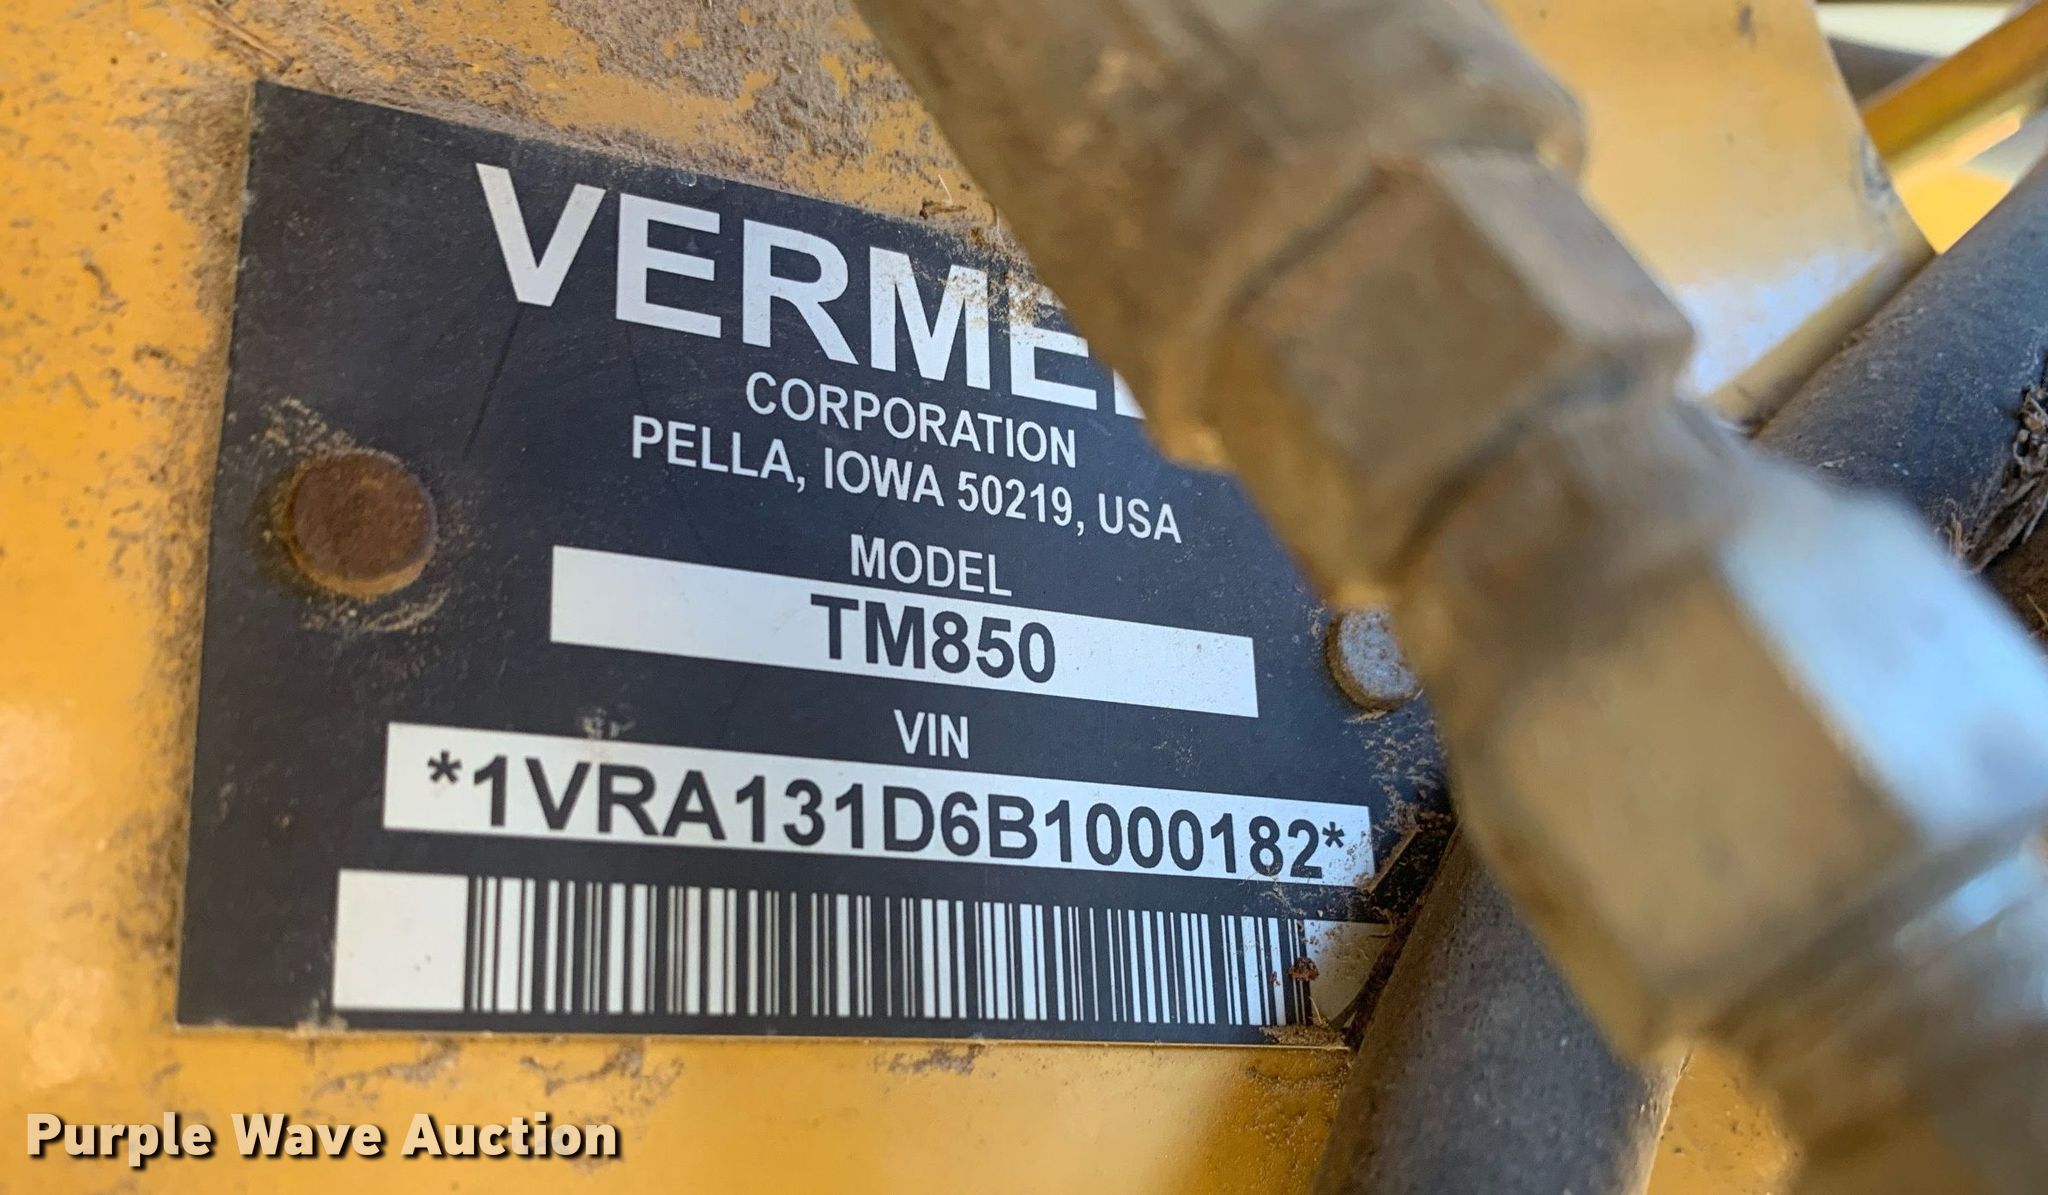 VERME
CORPORATION
PELLA, IOWA 50219, USA
MODEL
TM850
VIN
*1VRA131D6B1000182*
Purple Wave Auction